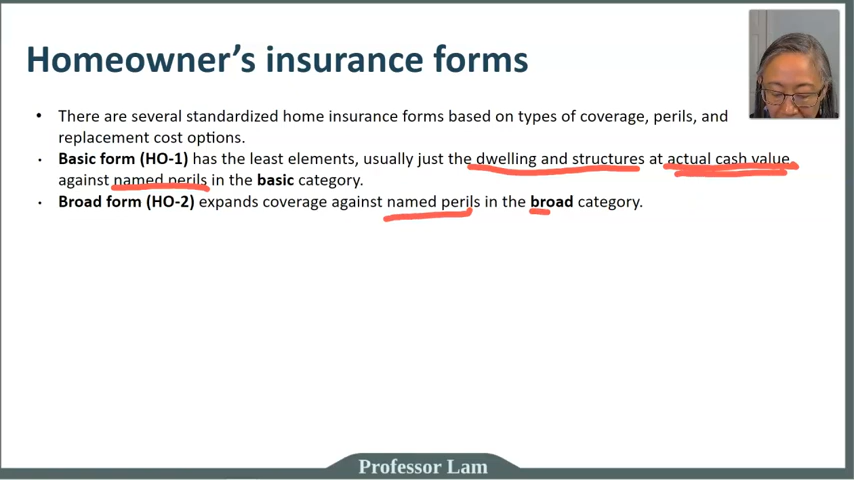 Homeowner's insurance forms
• There are several standardized home insurance forms based on types of coverage, perils, and
replacement cost options.
• Basic form (HO-1) has the least elements, usually just the dwelling and structures at actual cash value
against named perils in the basic category.
• Broad form (HO-2) expands coverage against named perils in the broad category.
Professor Lam